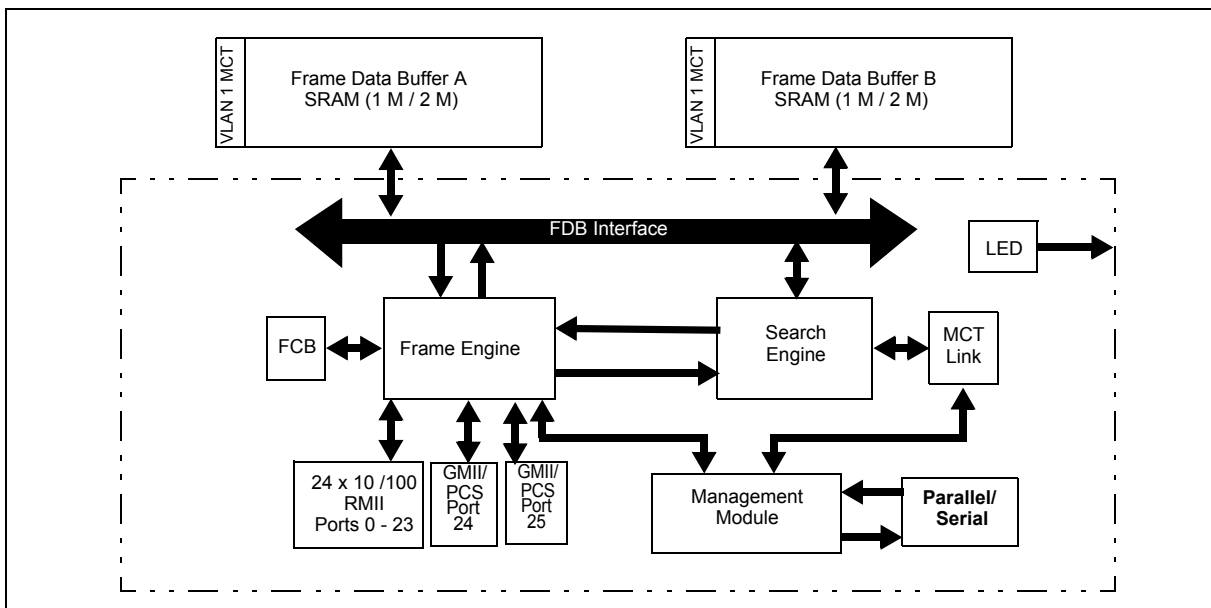 VLAN 1 MCT
Frame Data Buffer A
SRAM (1 M / 2 M)
VLAN 1 MCT
Frame Data Buffer B
SRAM (1 M / 2 M)
FDB Interface
LED
FCB
Frame Engine
Search
Engine
MCT
Link
24 x 10 /100
RMII
Ports 0 - 23
GMII/
PCS
Port
24
GMII/
PCS
Port
25
Management
Module
Parallel/
Serial